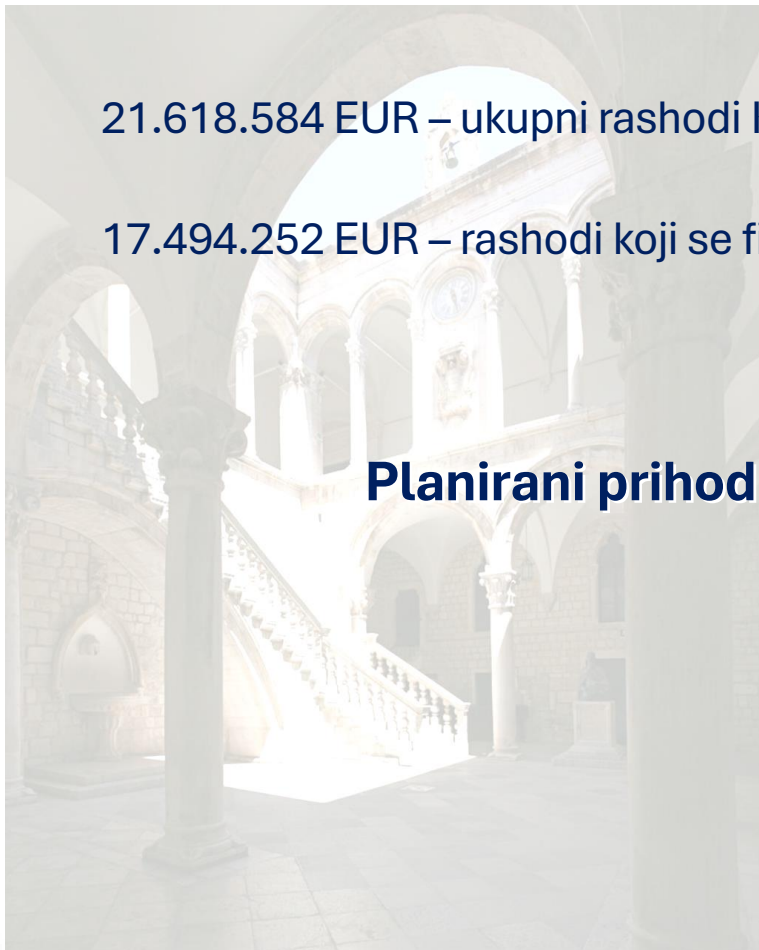 21.618.584 EUR – ukupni rashodi
17.494.252 EUR – rashodi koji se
Planirani prihod